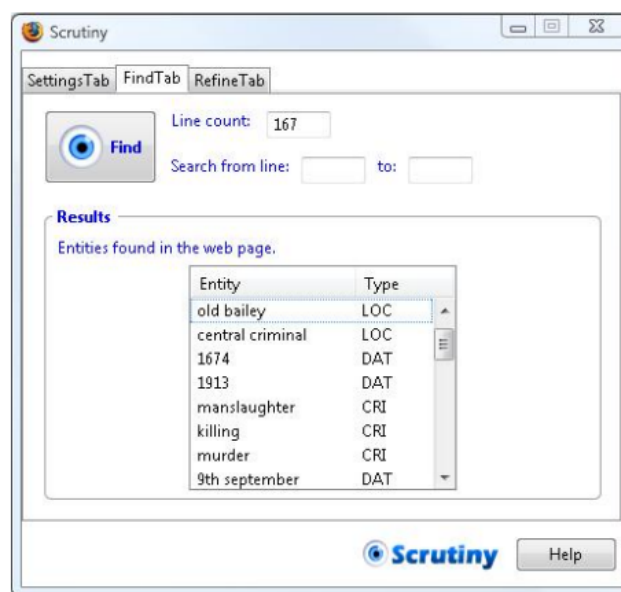 Scrutiny
SettingsTab FindTab RefineTab
Find
Line count: 167
Search from line: to:
Results
Entities found in the web page.
Entity Type
old bailey LOC
central criminal LOC
1674 DAT
1913 DAT
manslaughter CRI
killing CRI
murder CRI
9th september DAT
Scrutiny Help